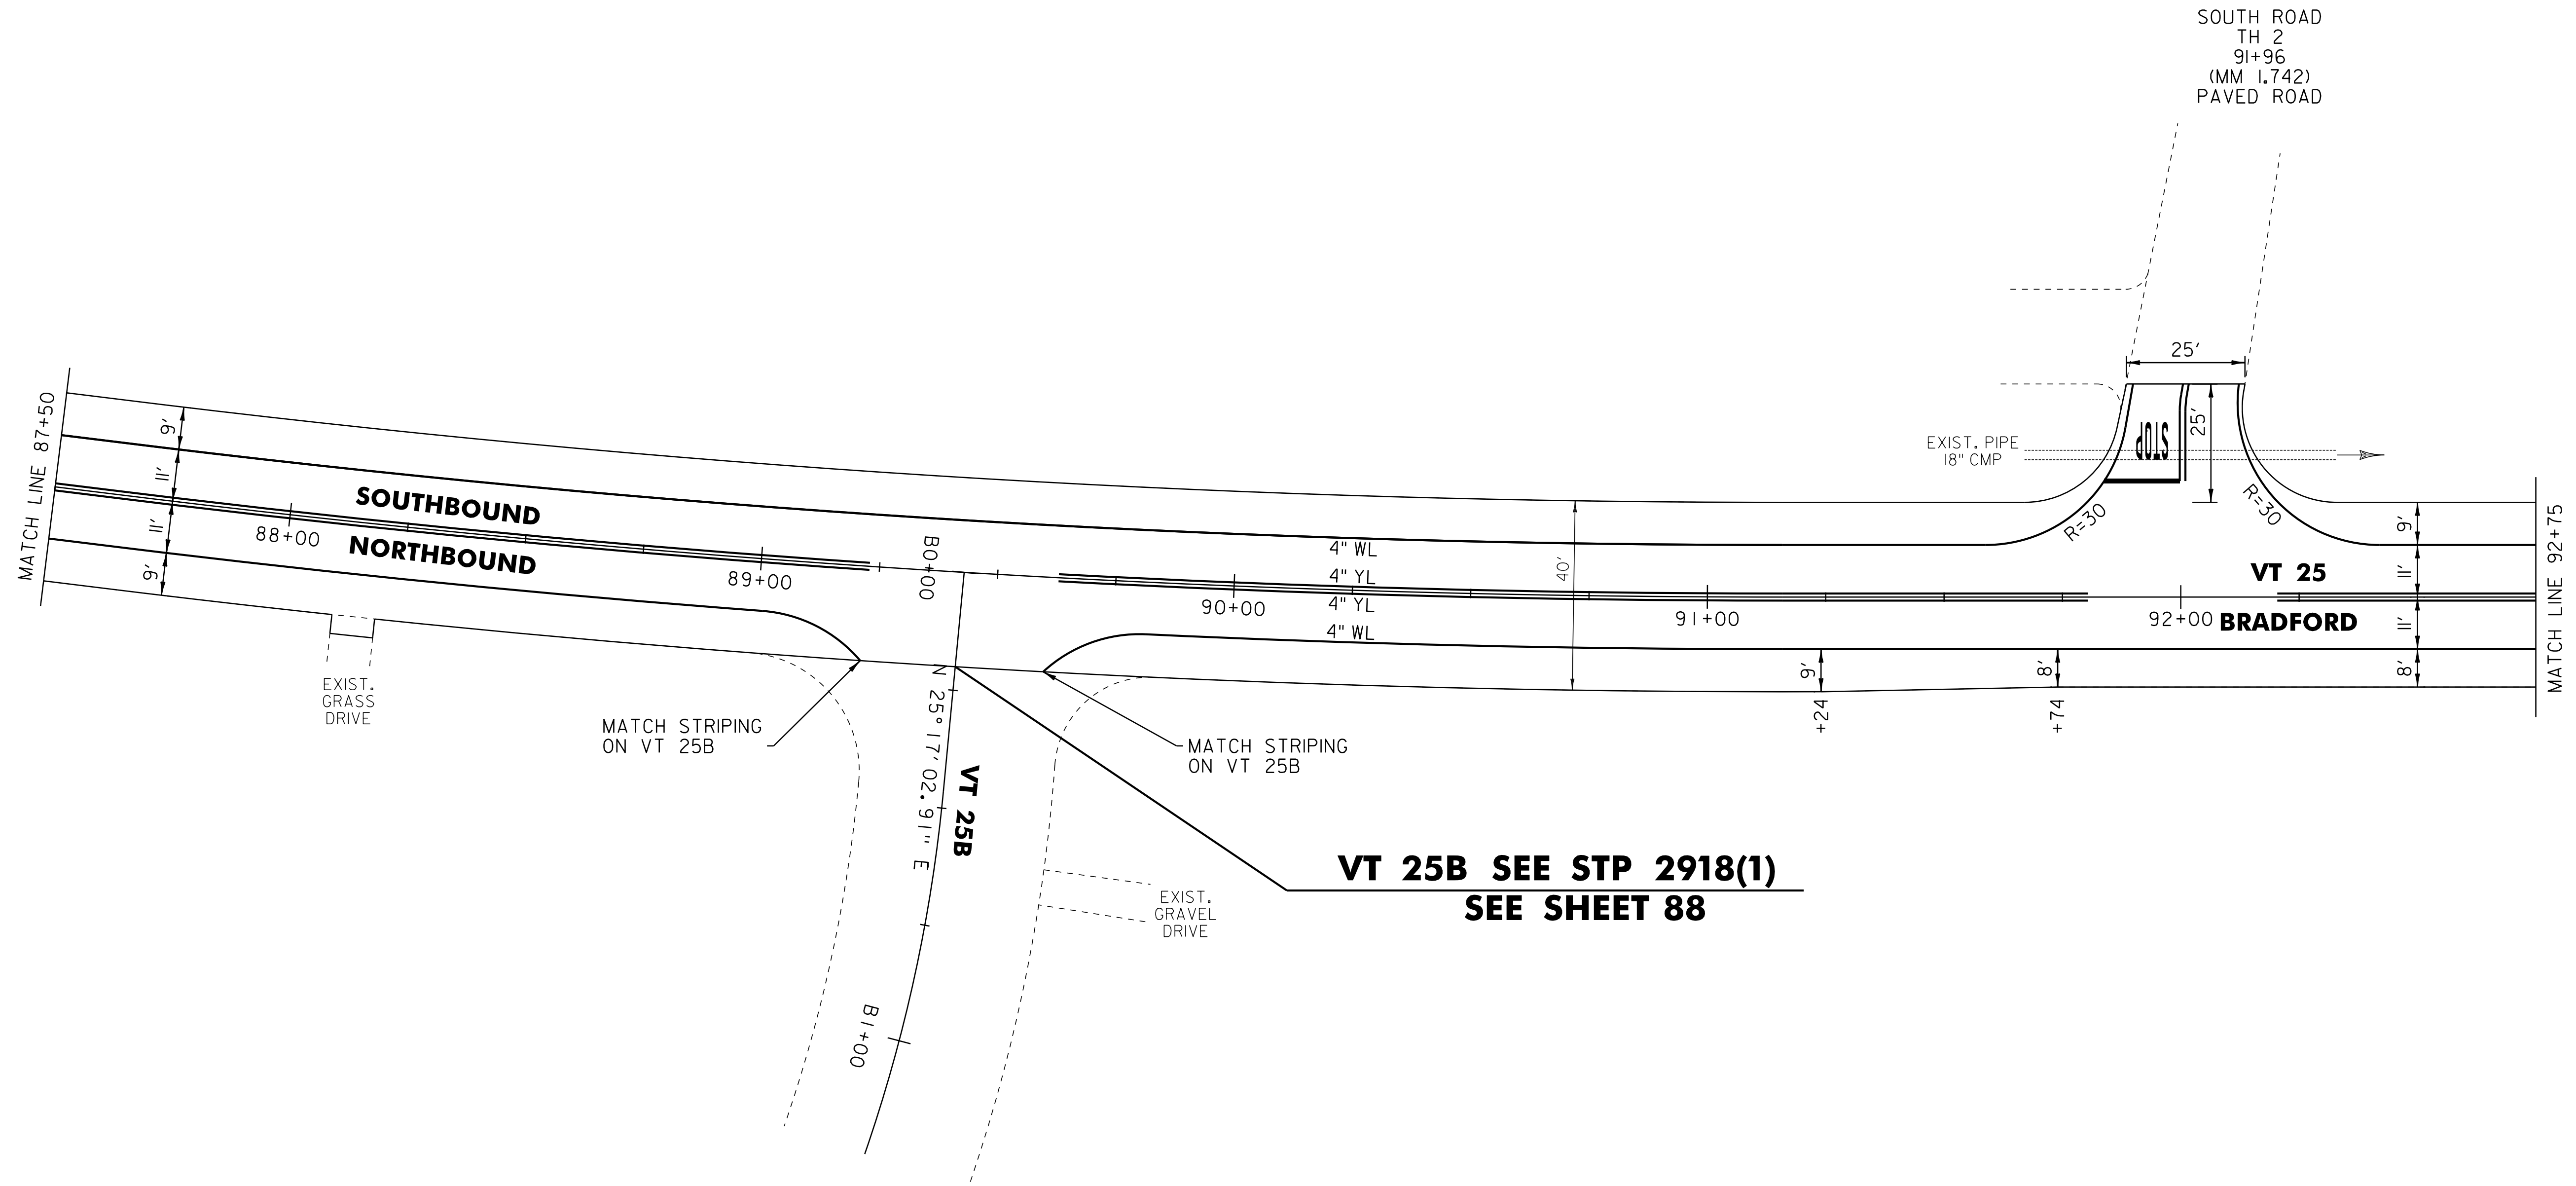 SOUTH ROAD
TH 2
91+96
(MM 1.742)
PAVED ROAD
25'
25'
STOP
EXIST. PIPE
18" CMP
R=30
R=30
MATCH LINE 87+50
9'
11'
11'
9'
SOUTHBOUND
NORTHBOUND
88+00
89+00
B0+00
90+00
91+00
92+00
4" WL
4" YL
4" YL
4" WL
40'
VT 25
BRADFORD
9'
11'
11'
8'
9'
8'
+24
+74
MATCH LINE 92+75
EXIST.
GRASS
DRIVE
MATCH STRIPING
ON VT 25B
MATCH STRIPING
ON VT 25B
N 25°17'02.91" E
VT 25B
B1+00
EXIST.
GRAVEL
DRIVE
VT 25B SEE STP 2918(1)
SEE SHEET 88